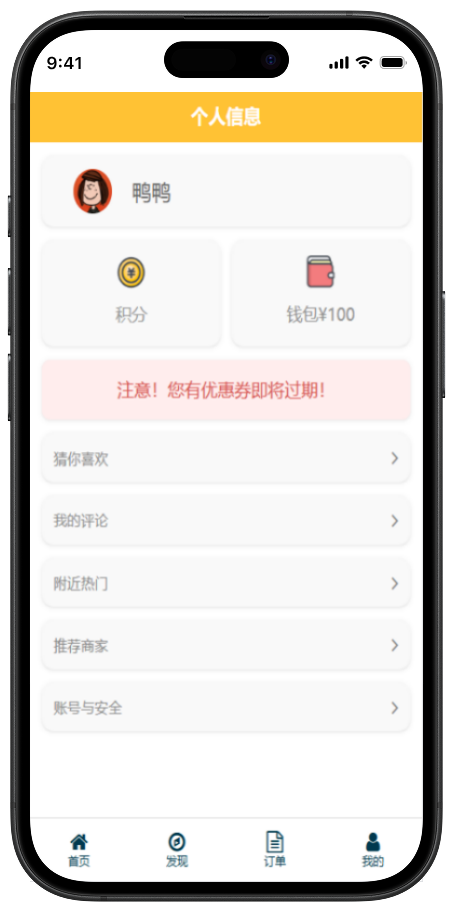 9:41
个人信息
鸭鸭
积分
钱包¥100
注意！您有优惠券即将过期！
猜你喜欢
我的评论
附近热门
推荐商家
账号与安全
首页 发现 订单 我的